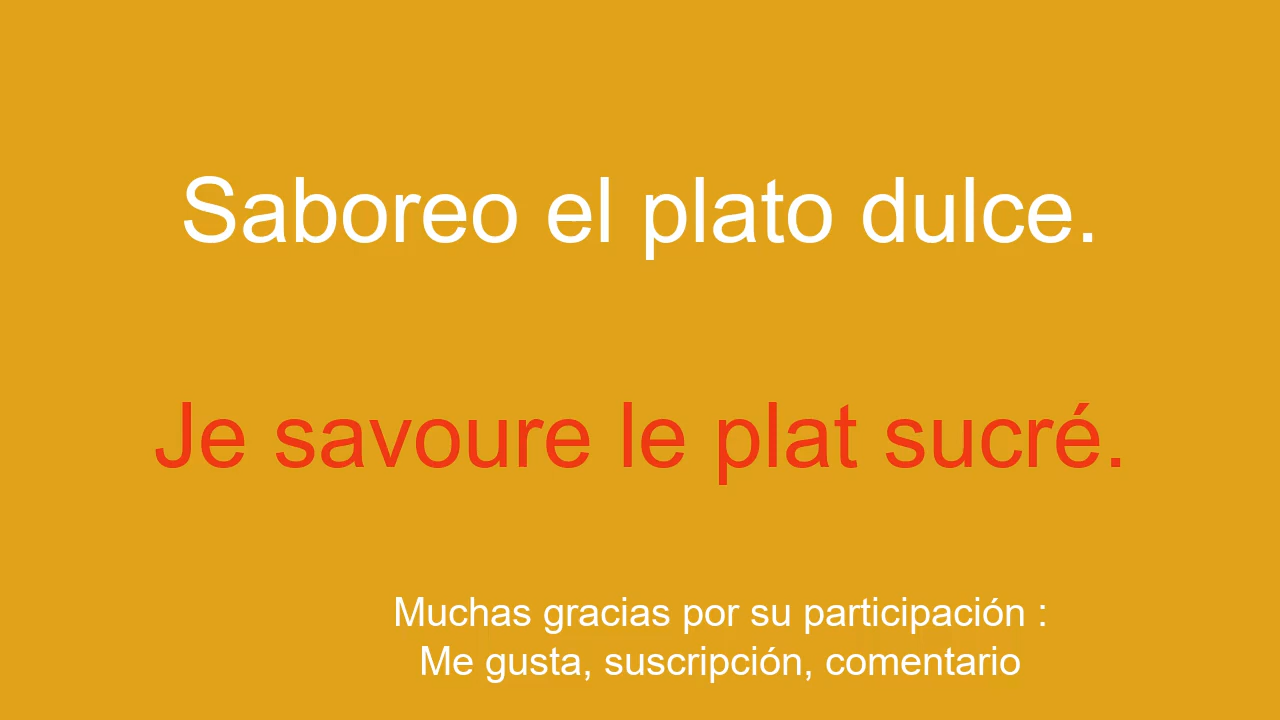 Saboreo el plato dulce.
Je savoure le plat sucré.
Muchas gracias por su participación :
Me gusta, suscripción, comentario